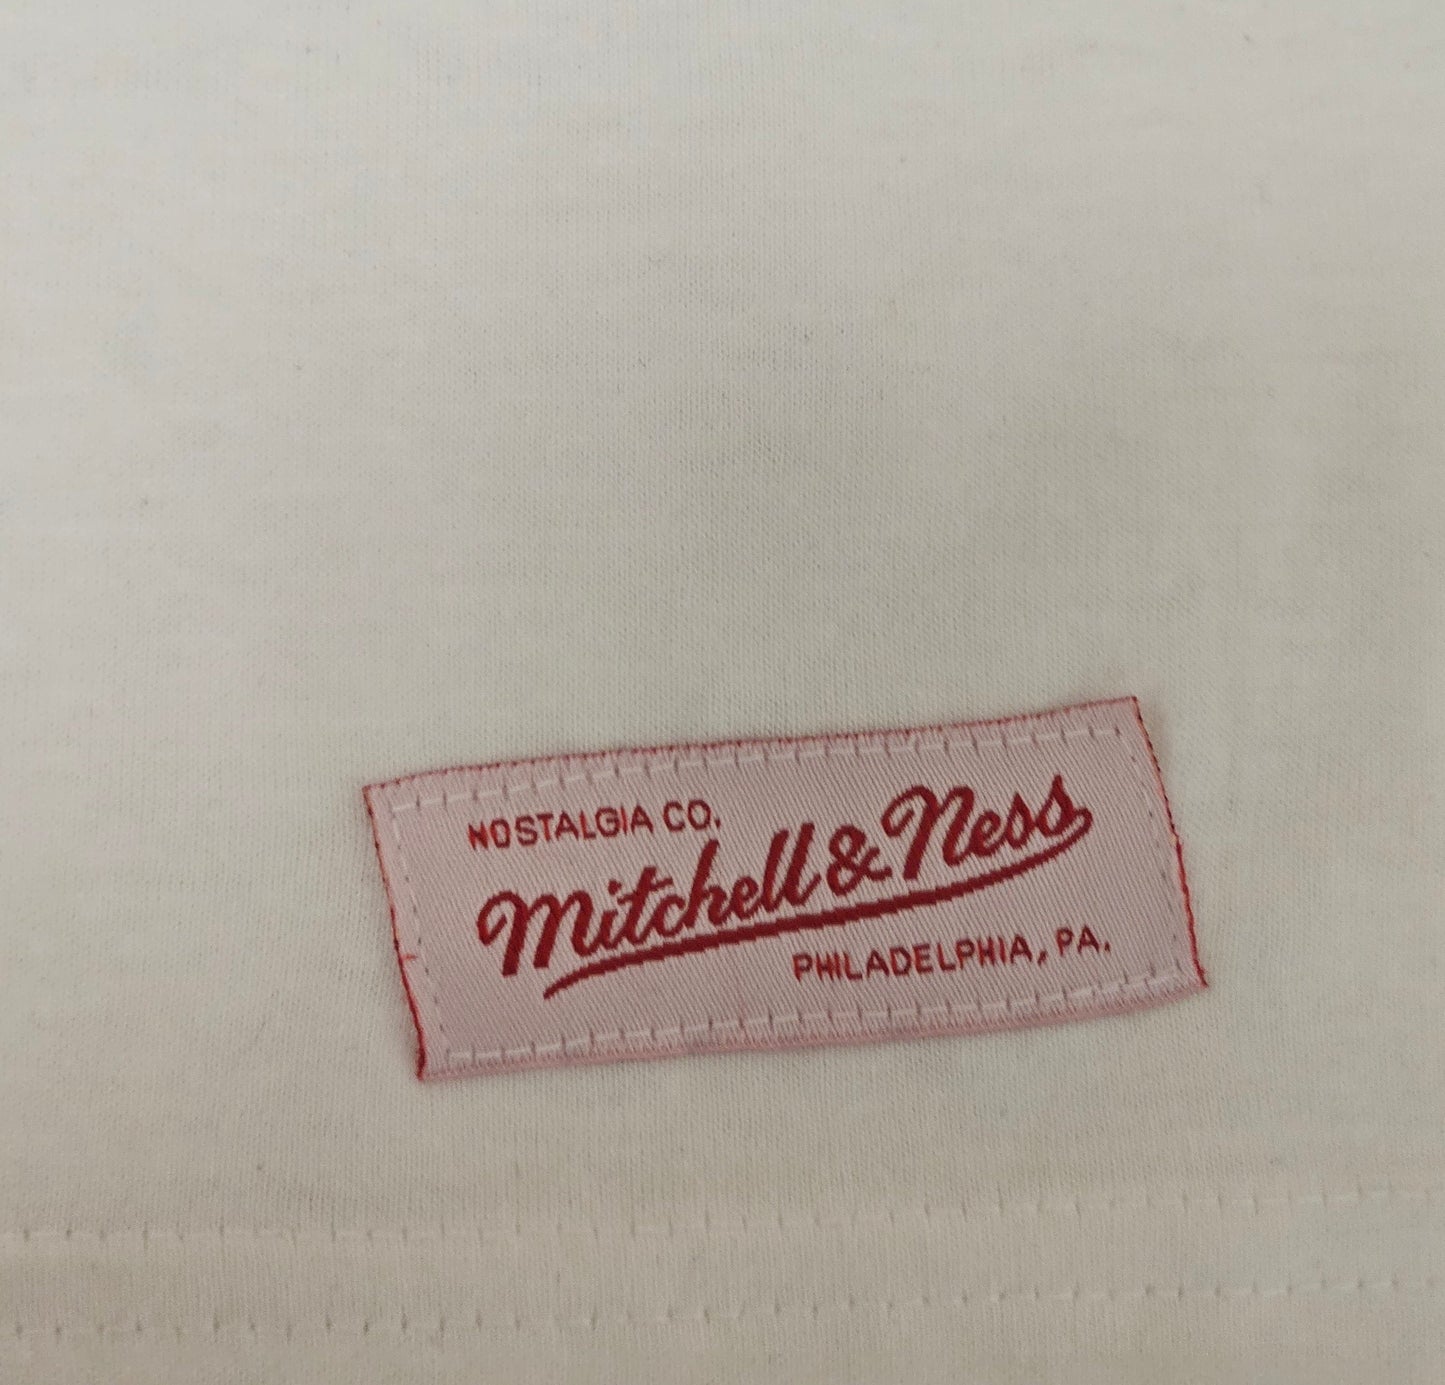 NOSTALGIA CO.
Mitchell & Ness
PHILADELPHIA, PA.